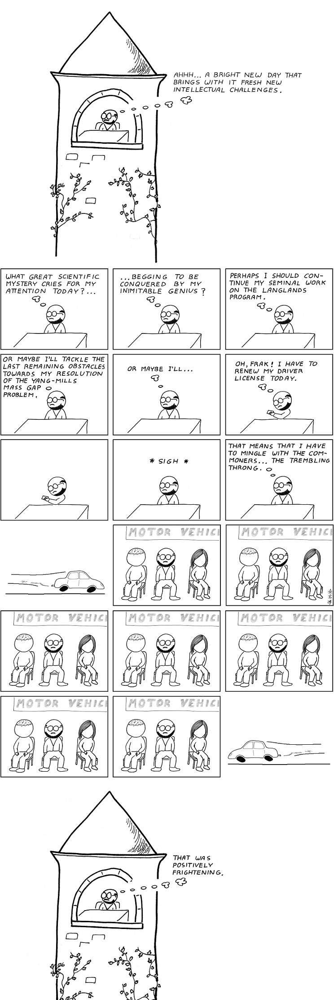 AHHH... A BRIGHT NEW DAY THAT
BRINGS WITH IT FRESH NEW
INTELLECTUAL CHALLENGES.
WHAT GREAT SCIENTIFIC
MYSTERY CRIES FOR MY
ATTENTION TODAY?...
...BEGGING TO BE
CONQUERED BY MY
INIMITABLE GENIUS?
PERHAPS I SHOULD CON-
TINUE MY SEMINAL WORK
ON THE LANGLANDS
PROGRAM.
OR MAYBE I'LL TACKLE THE
LAST REMAINING OBSTACLES
TOWARDS MY RESOLUTION
OF THE YANG-MILLS
MASS GAP
PROBLEM.
OR MAYBE I'LL...
OH, FRAK! I HAVE TO
RENEW MY DRIVER
LICENSE TODAY.
* SIGH *
THAT MEANS THAT I HAVE
TO MINGLE WITH THE COM-
MONERS... THE TREMBLING
THRONG.
MOTOR VEHICL
MOTOR VEHICL
MOTOR VEHICL
MOTOR VEHICL
MOTOR VEHICL
MOTOR VEHICL
MOTOR VEHICL
THAT WAS
POSITIVELY
FRIGHTENING.